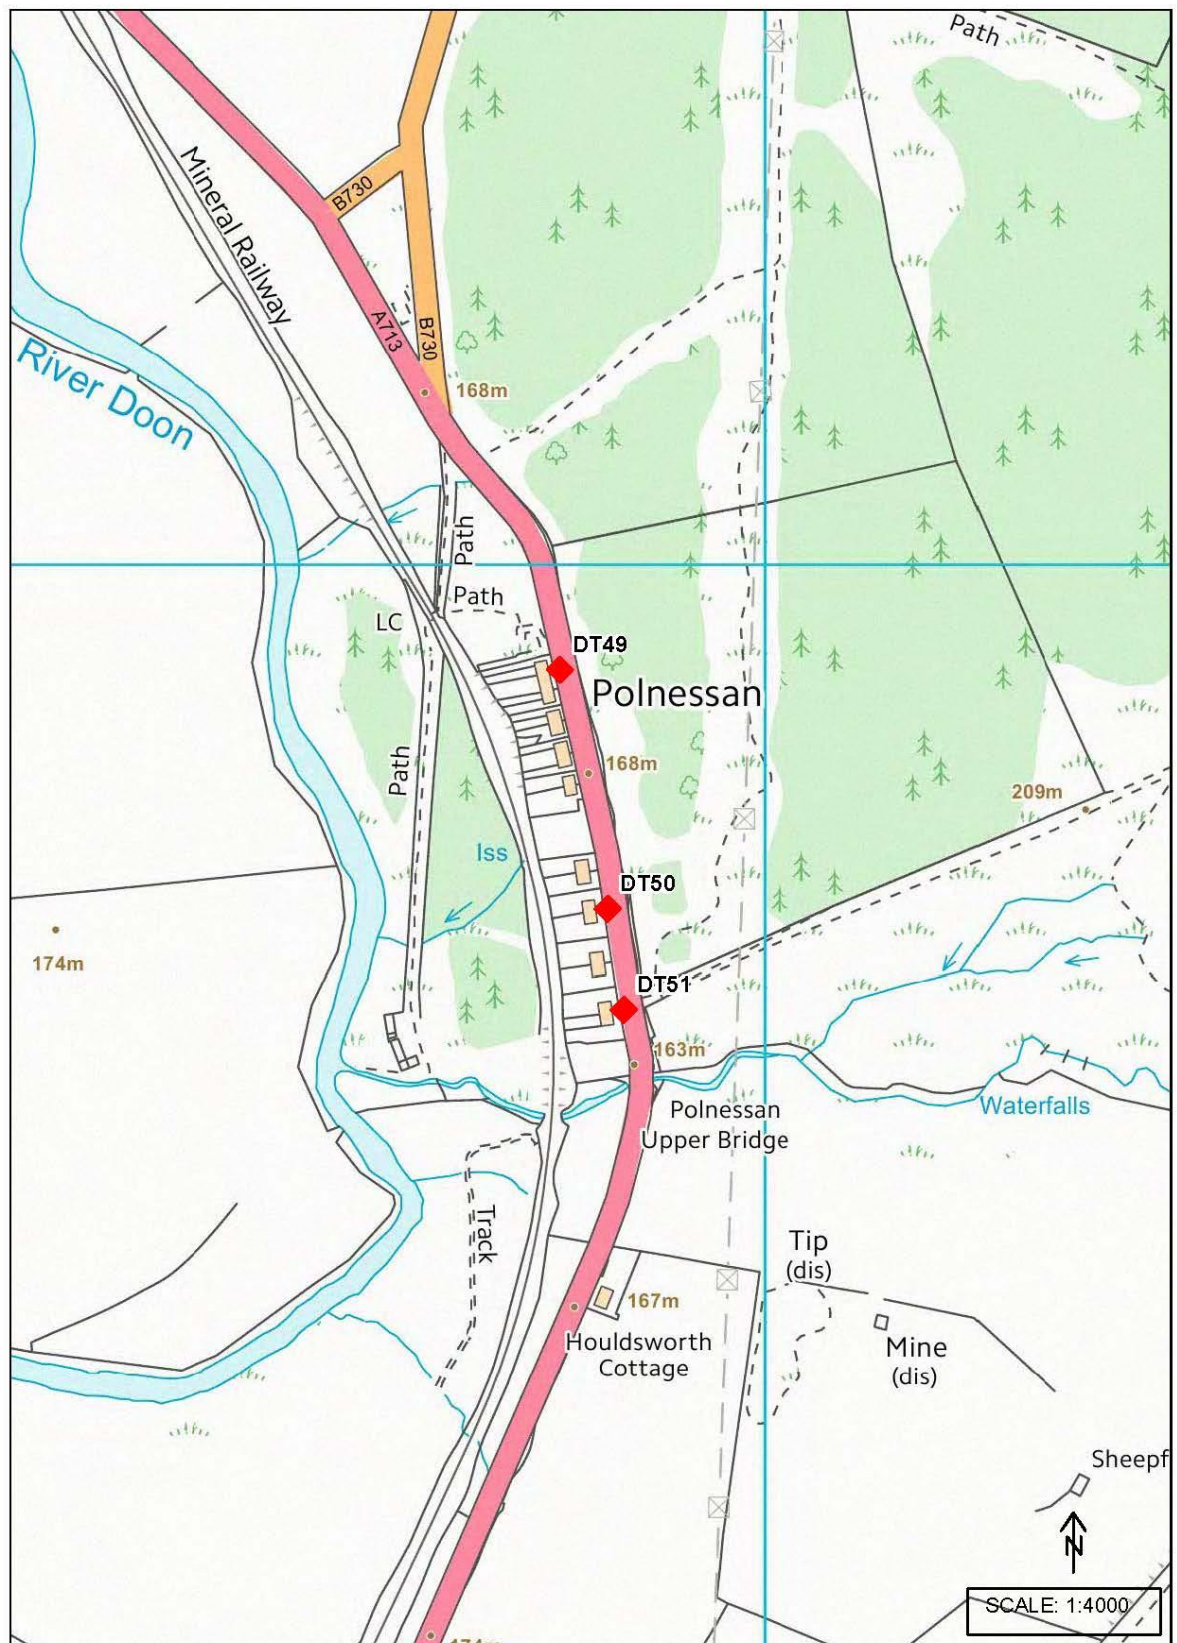 Path
Mineral Railway
B730
A713
B730
168m
River Doon
Path
Path
LC
DT49
Polnessan
Path
168m
209m
Iss
DT50
174m
DT51
163m
Polnessan
Upper Bridge
Waterfalls
Track
Tip
(dis)
167m
Houldsworth
Cottage
Mine
(dis)
Sheepf
N
SCALE: 1:4000